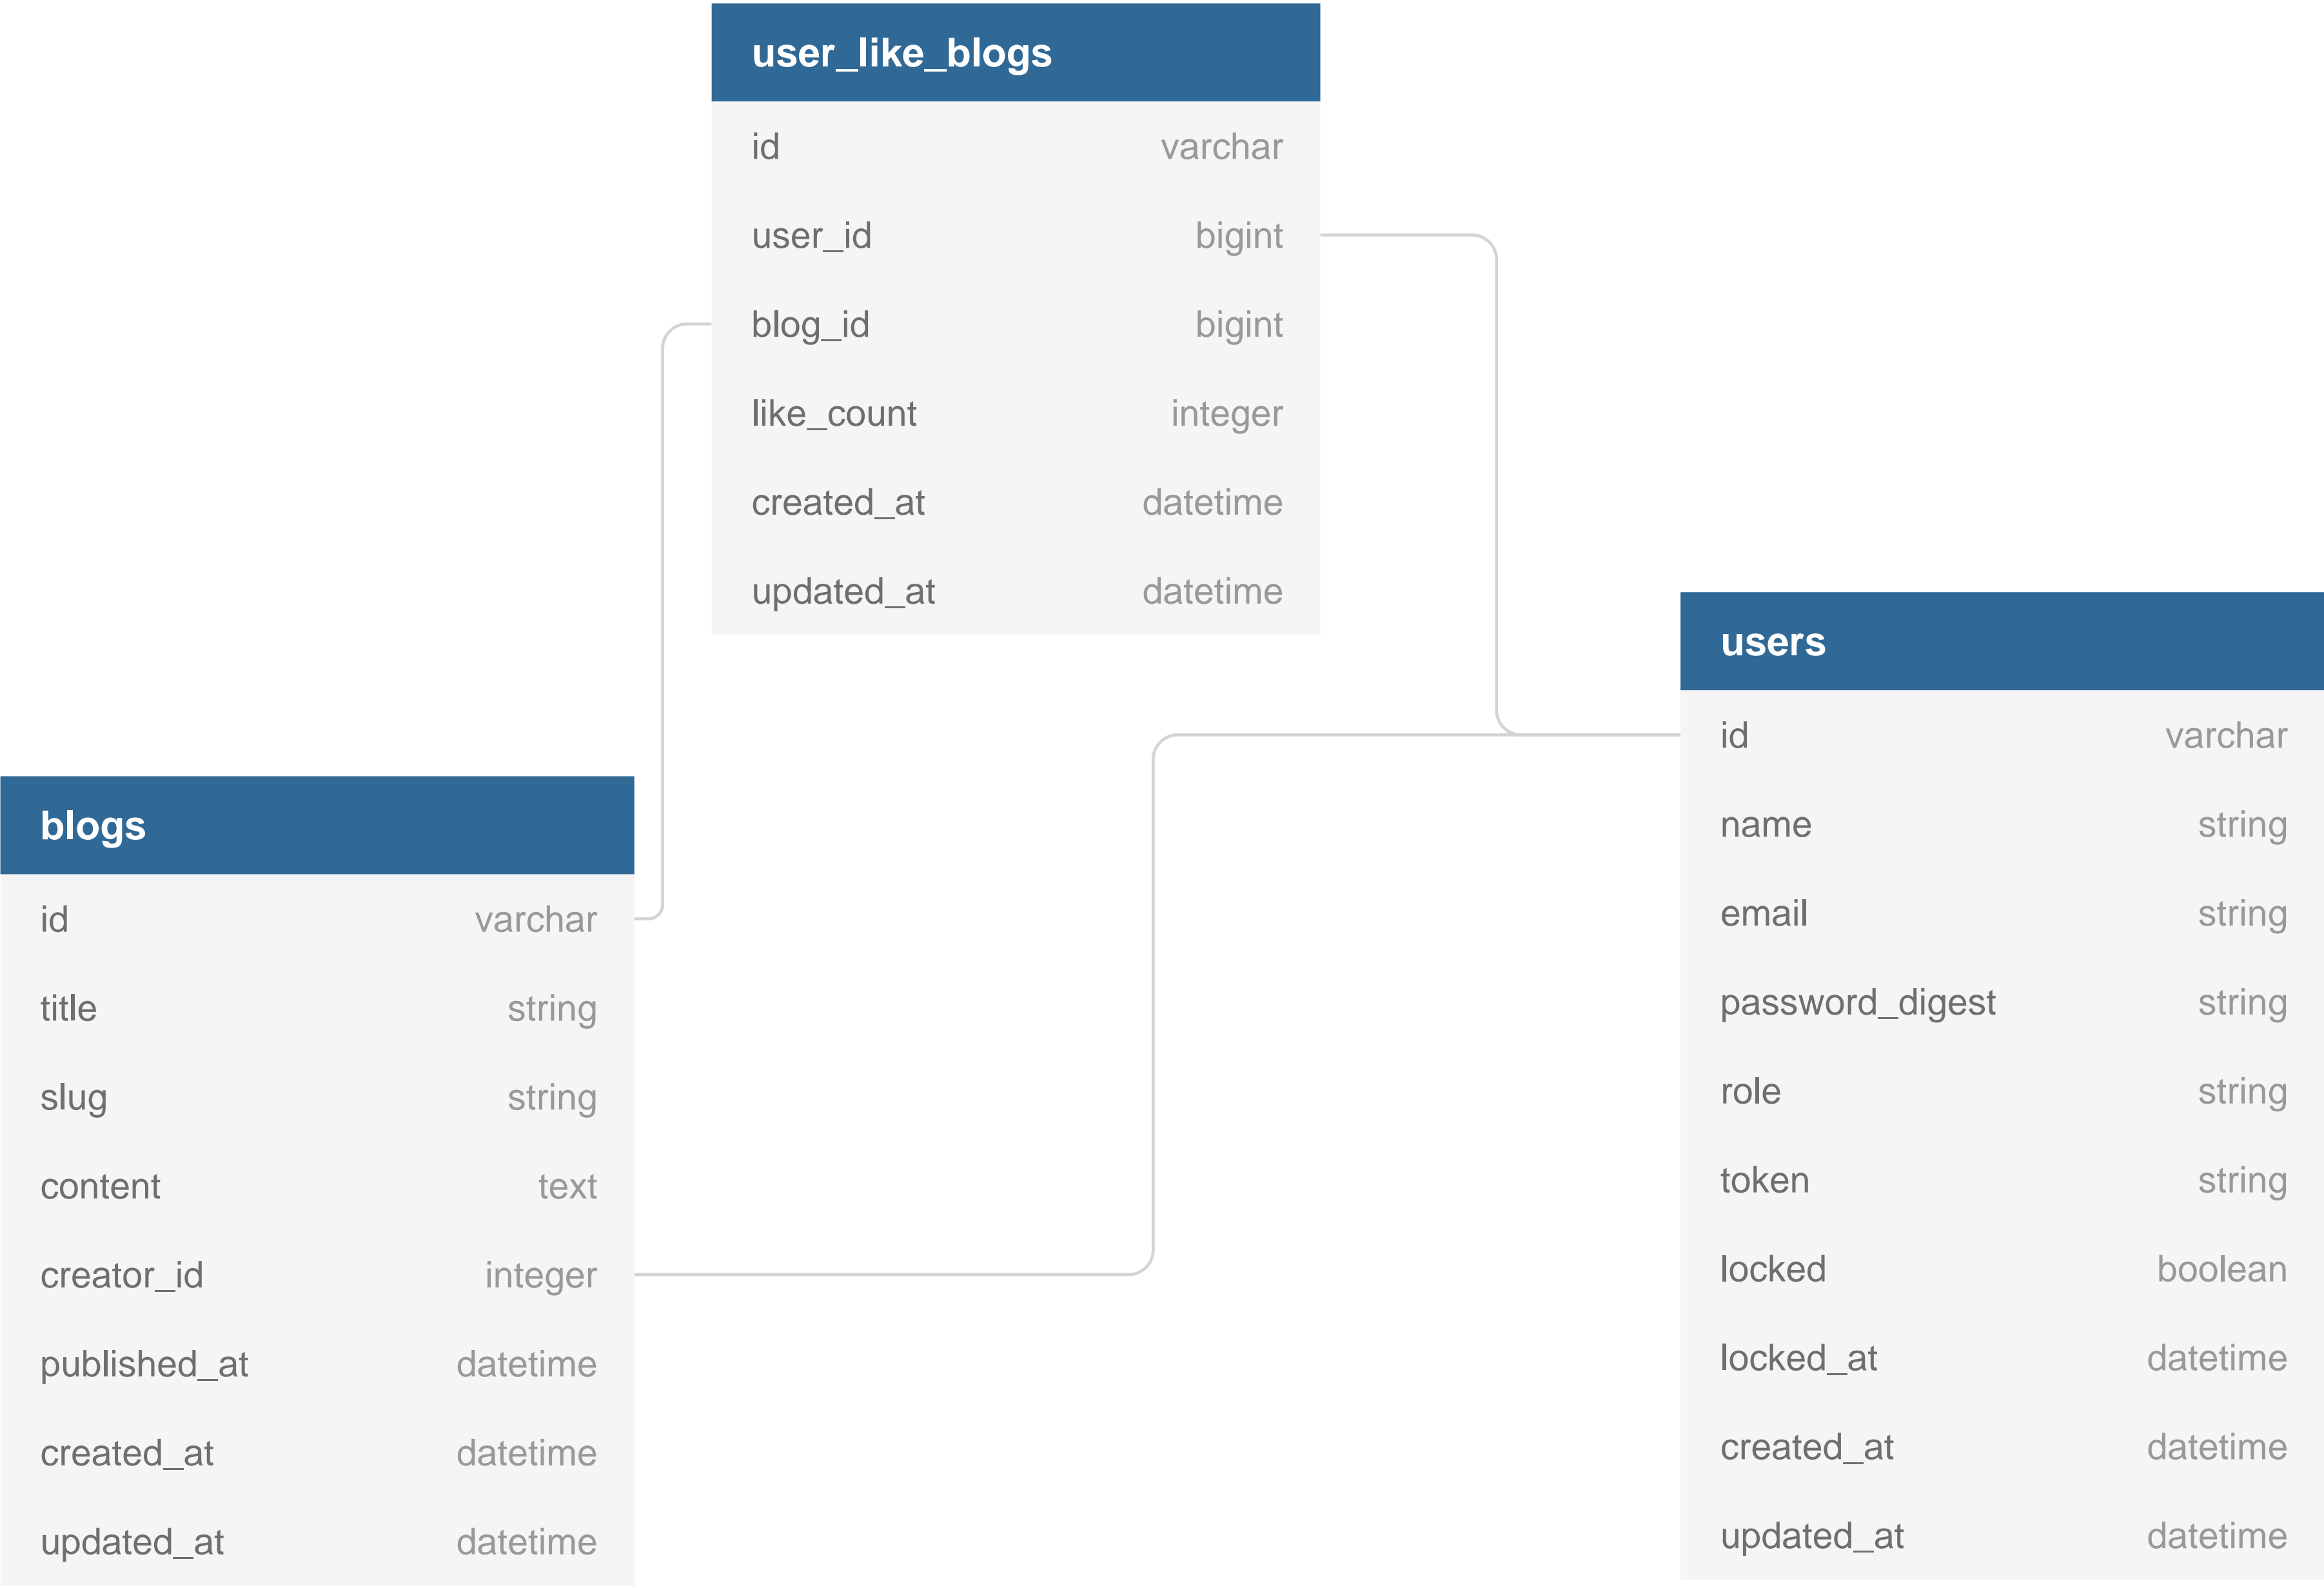 user_like_blogs
id varchar
user_id bigint
blog_id bigint
like_count integer
created_at datetime
updated_at datetime
users
id varchar
name string
email string
password_digest string
role string
token string
locked boolean
locked_at datetime
created_at datetime
updated_at datetime
blogs
id varchar
title string
slug string
content text
creator_id integer
published_at datetime
created_at datetime
updated_at datetime